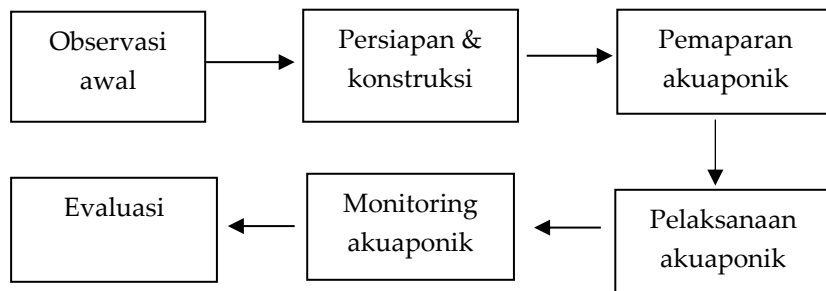 Observasi
awal
Persiapan &
konstruksi
Pemaparan
akuaponik
Pelaksanaan
akuaponik
Monitoring
akuaponik
Evaluasi